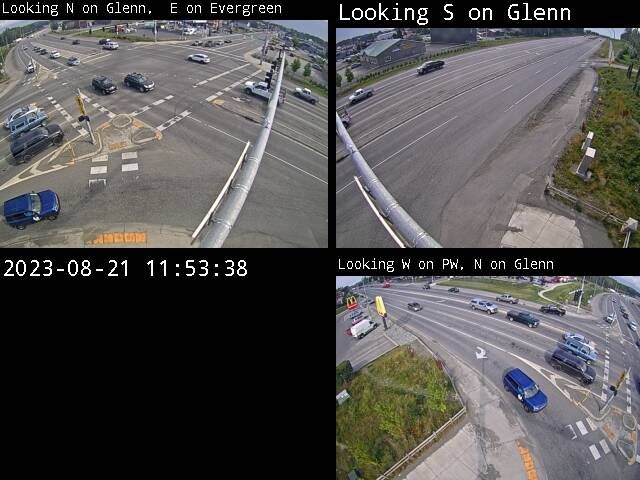 Looking N on Glenn, E on Evergreen
Looking S on Glenn
2023-08-21 11:53:38
Looking W on PW, N on Glenn